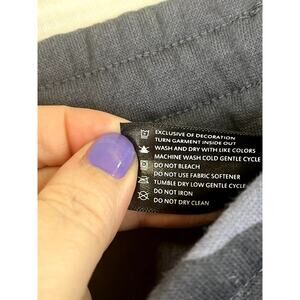 EXCLUSIVE OF DECORATION
TURN GARMENT INSIDE OUT
WASH AND DRY WITH LIKE COLORS
MACHINE WASH COLD GENTLE CYCLE
DO NOT BLEACH
DO NOT USE FABRIC SOFTENER
TUMBLE DRY LOW GENTLE CYCLE
DO NOT IRON
DO NOT DRY CLEAN